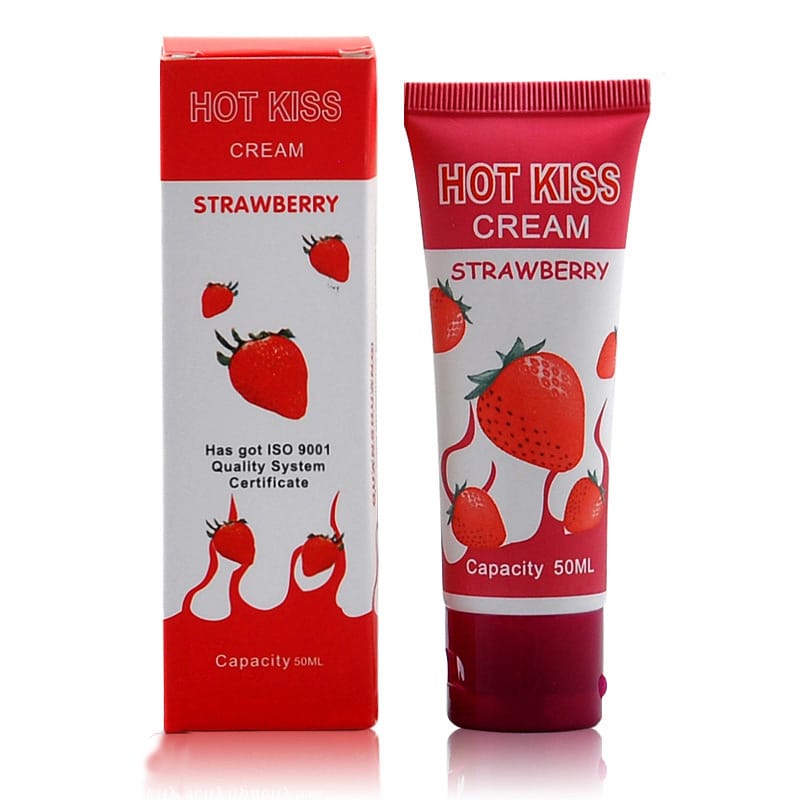 HOT KISS
CREAM
STRAWBERRY
Has got ISO 9001
Quality System
Certificate
Capacity 50ML
HOT KISS
CREAM
STRAWBERRY
Capacity 50ML